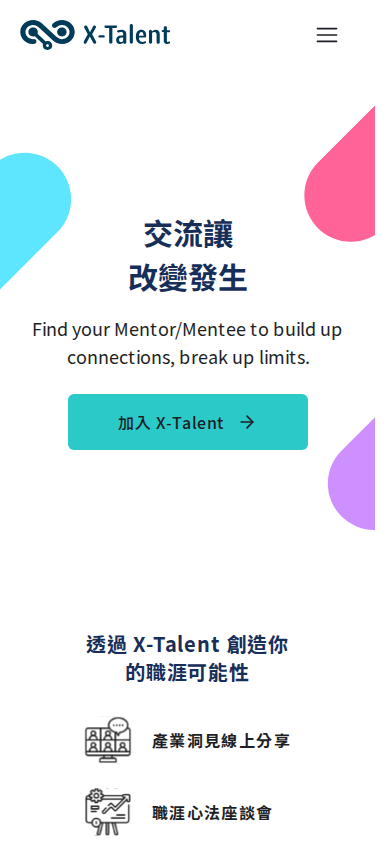 X-Talent
交流讓
改變發生
Find your Mentor/Mentee to build up
connections, break up limits.
加入 X-Talent →
透過 X-Talent 創造你
的職涯可能性
產業洞見線上分享
職涯心法座談會